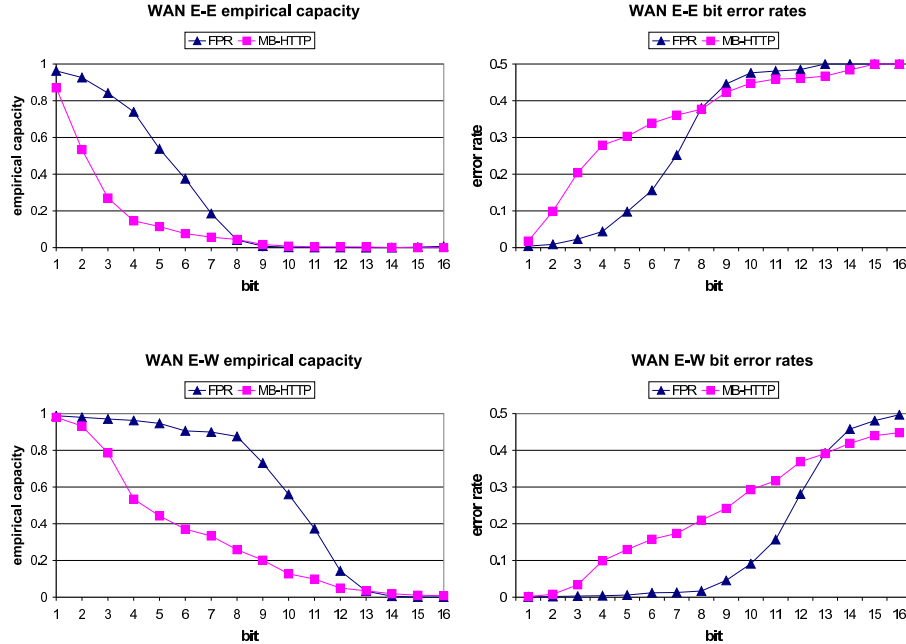 WAN E-E empirical capacity
FPR MB-HTTP
empirical capacity
1
0.8
0.6
0.4
0.2
0
1 2 3 4 5 6 7 8 9 10 11 12 13 14 15 16
bit
WAN E-E bit error rates
FPR MB-HTTP
error rate
0.5
0.4
0.3
0.2
0.1
0
1 2 3 4 5 6 7 8 9 10 11 12 13 14 15 16
bit
WAN E-W empirical capacity
FPR MB-HTTP
empirical capacity
1
0.8
0.6
0.4
0.2
0
1 2 3 4 5 6 7 8 9 10 11 12 13 14 15 16
bit
WAN E-W bit error rates
FPR MB-HTTP
error rate
0.5
0.4
0.3
0.2
0.1
0
1 2 3 4 5 6 7 8 9 10 11 12 13 14 15 16
bit